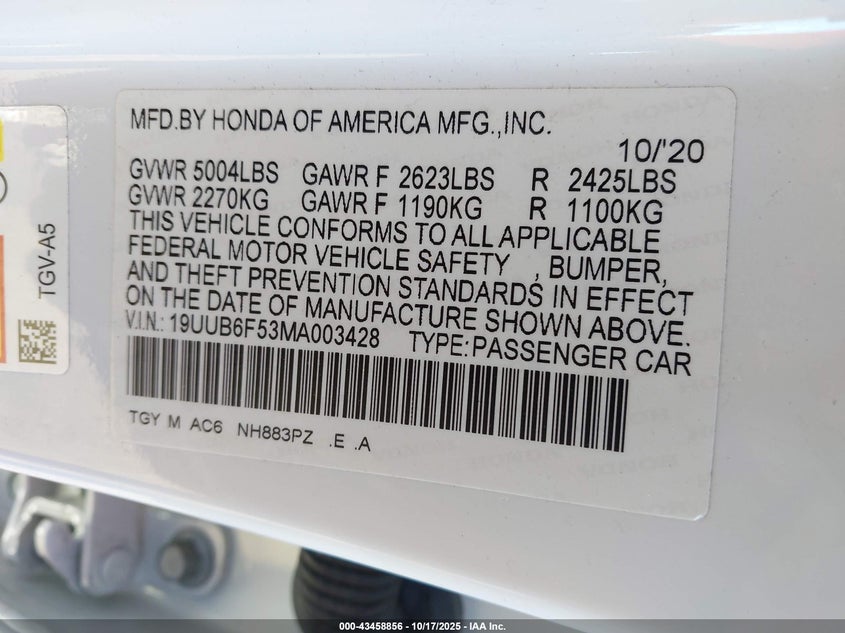 MFD.BY HONDA OF AMERICA MFG.,INC.
10/'20
GVWR 5004LBS GAWR F 2623LBS R 2425LBS
GVWR 2270KG GAWR F 1190KG R 1100KG
THIS VEHICLE CONFORMS TO ALL APPLICABLE
FEDERAL MOTOR VEHICLE SAFETY , BUMPER,
AND THEFT PREVENTION STANDARDS IN EFFECT
ON THE DATE OF MANUFACTURE SHOWN ABOVE.
V.I.N.: 19UUB6F53MA003428 TYPE:PASSENGER CAR
TGY M AC6 NH883PZ .E .A
TGV-A5
000-43458856 | 10/17/2025 | IAA Inc.